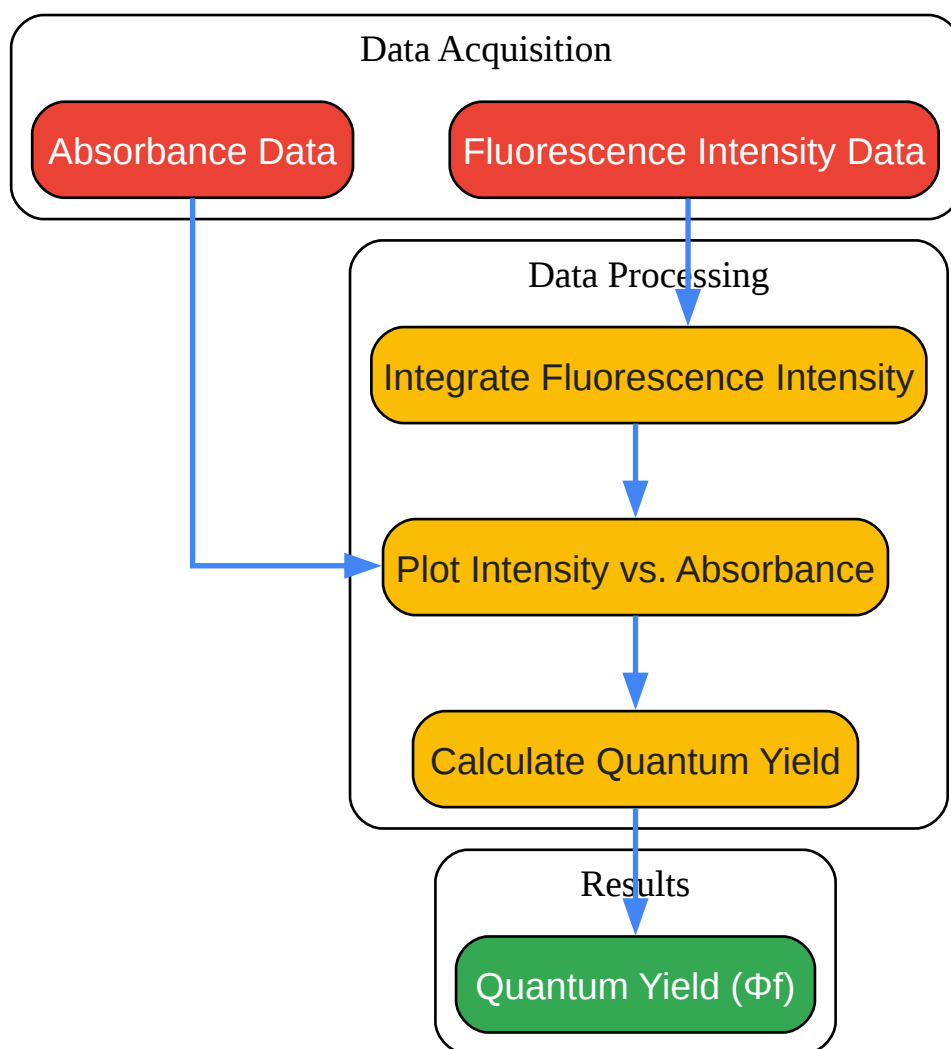 Data Acquisition
Absorbance Data
Fluorescence Intensity Data
Data Processing
Integrate Fluorescence Intensity
Plot Intensity vs. Absorbance
Calculate Quantum Yield
Results
Quantum Yield (Φf)